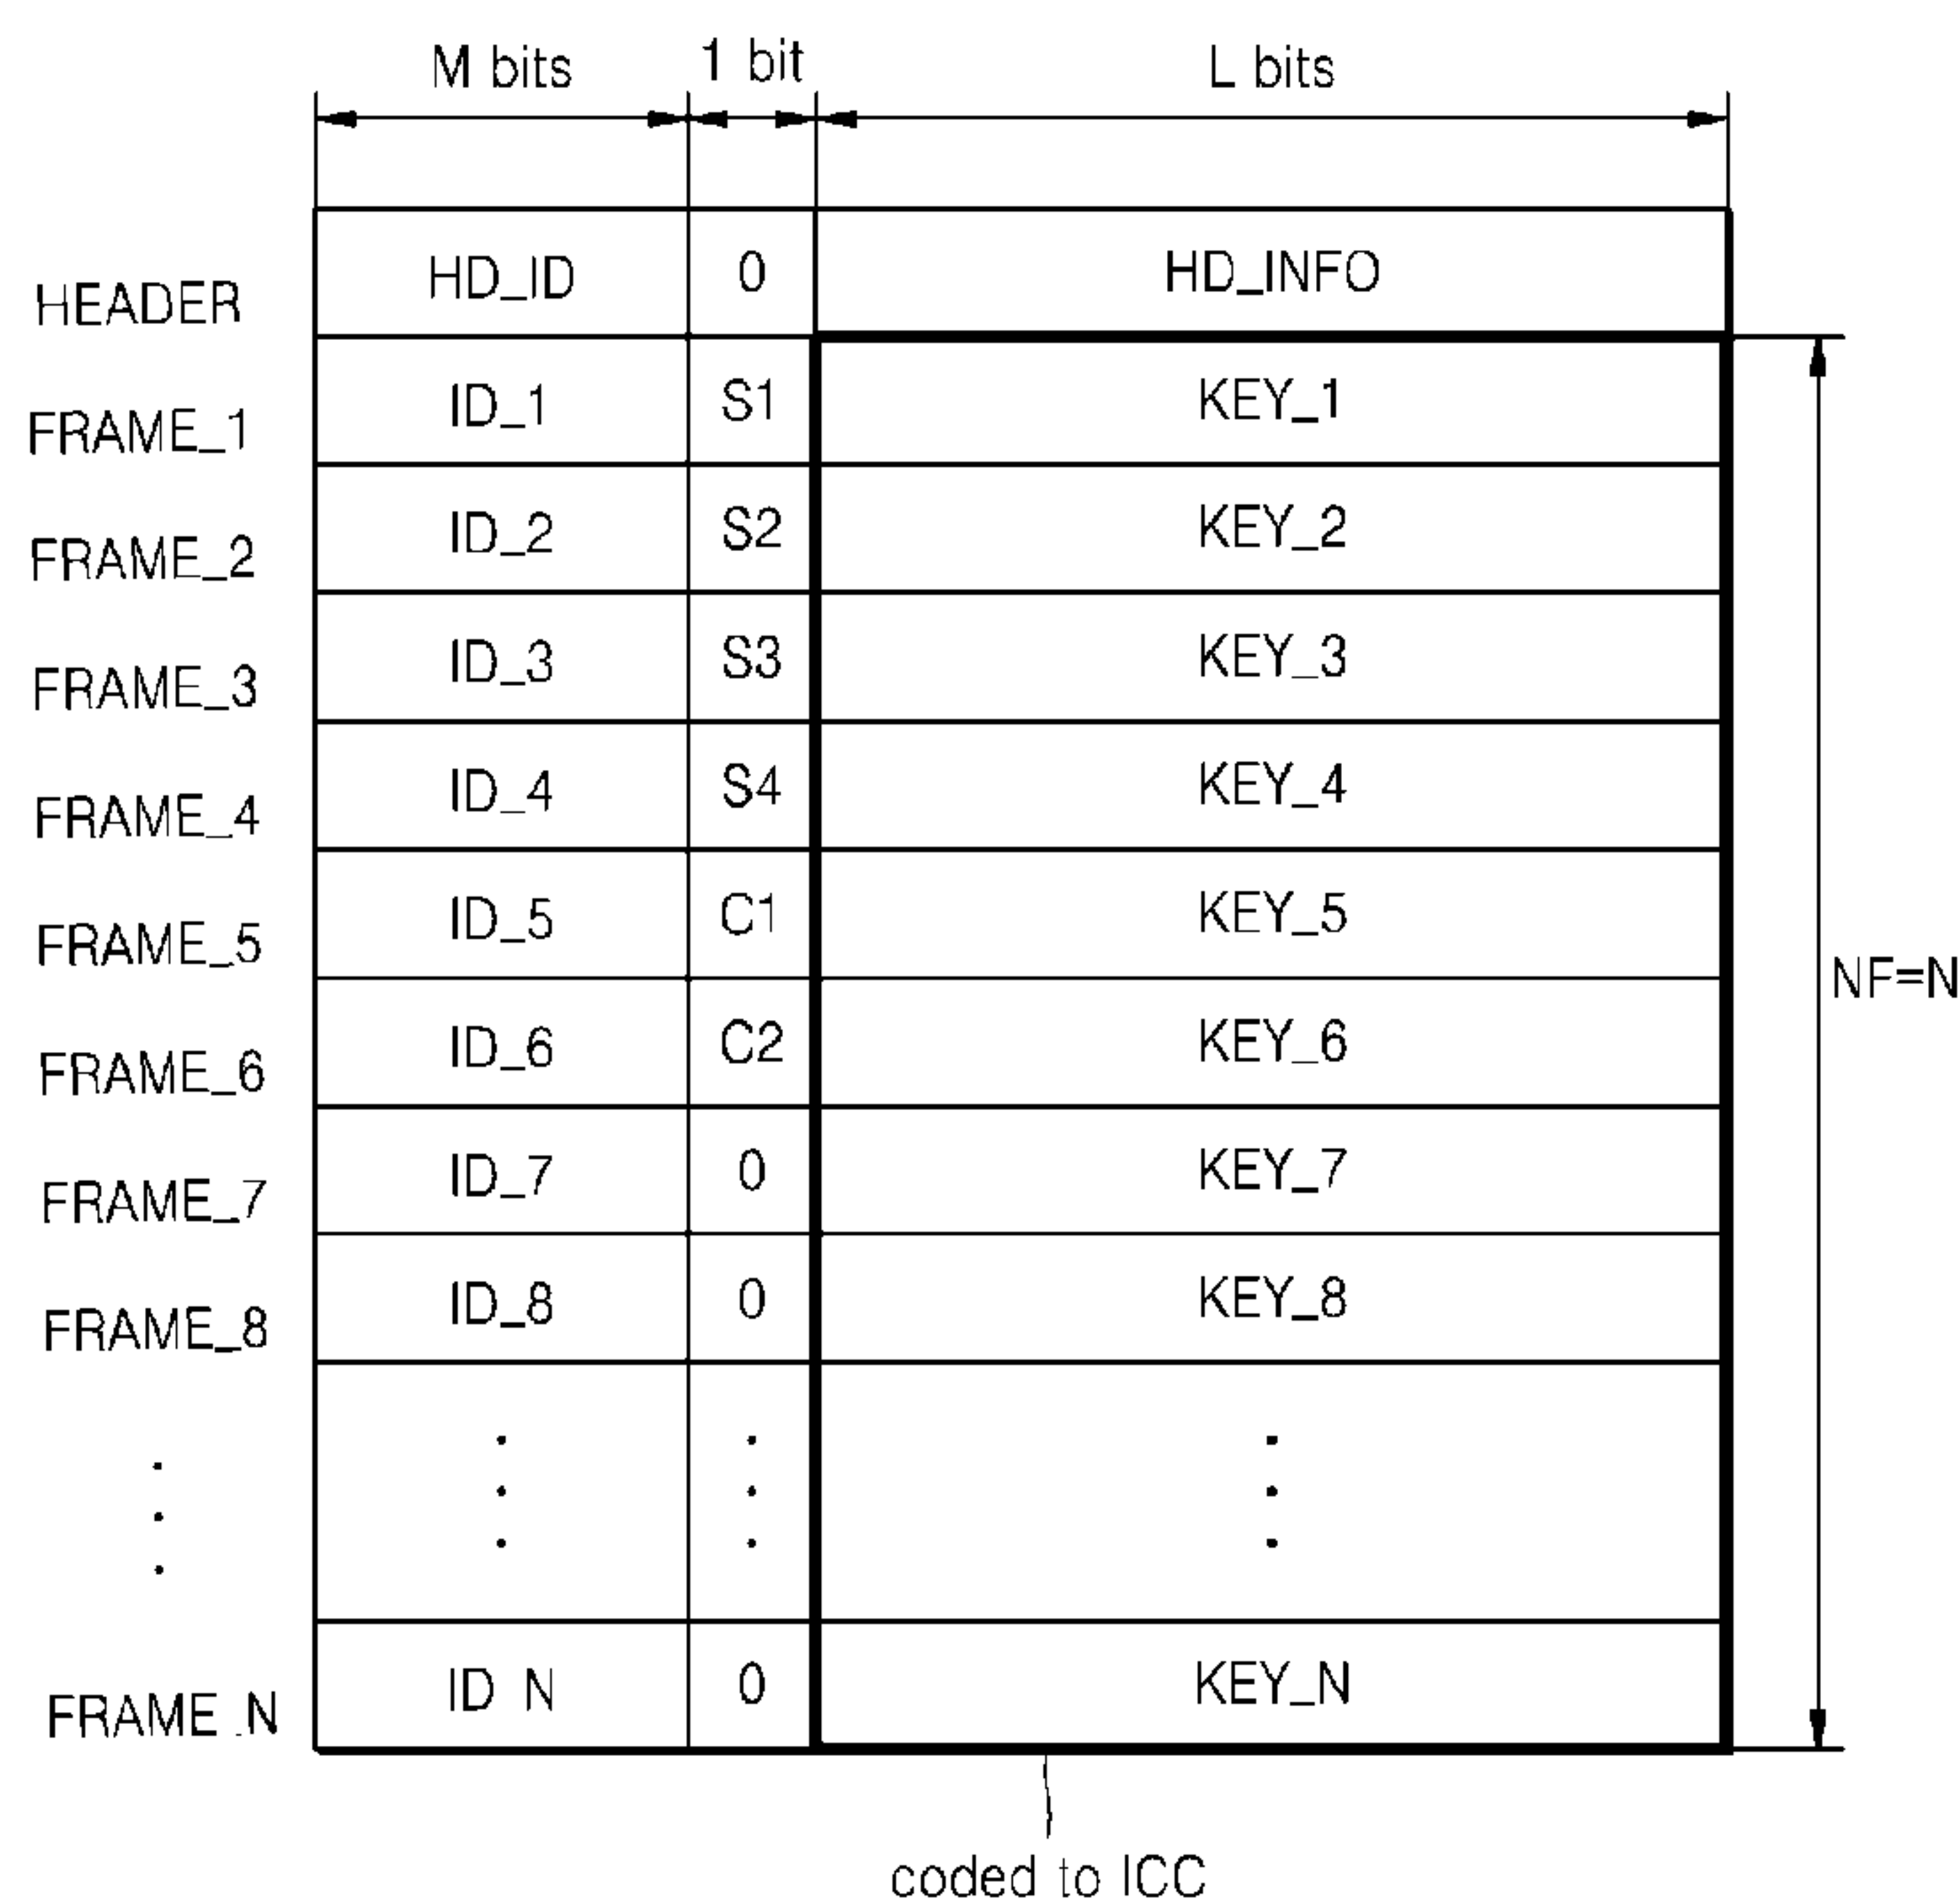 M bits 1 bit L bits
HEADER HD_ID 0 HD_INFO
FRAME_1 ID_1 S1 KEY_1
FRAME_2 ID_2 S2 KEY_2
FRAME_3 ID_3 S3 KEY_3
FRAME_4 ID_4 S4 KEY_4
FRAME_5 ID_5 C1 KEY_5
NF=N
FRAME_6 ID_6 C2 KEY_6
FRAME_7 ID_7 0 KEY_7
FRAME_8 ID_8 0 KEY_8
FRAME_N ID N 0 KEY_N
coded to ICC